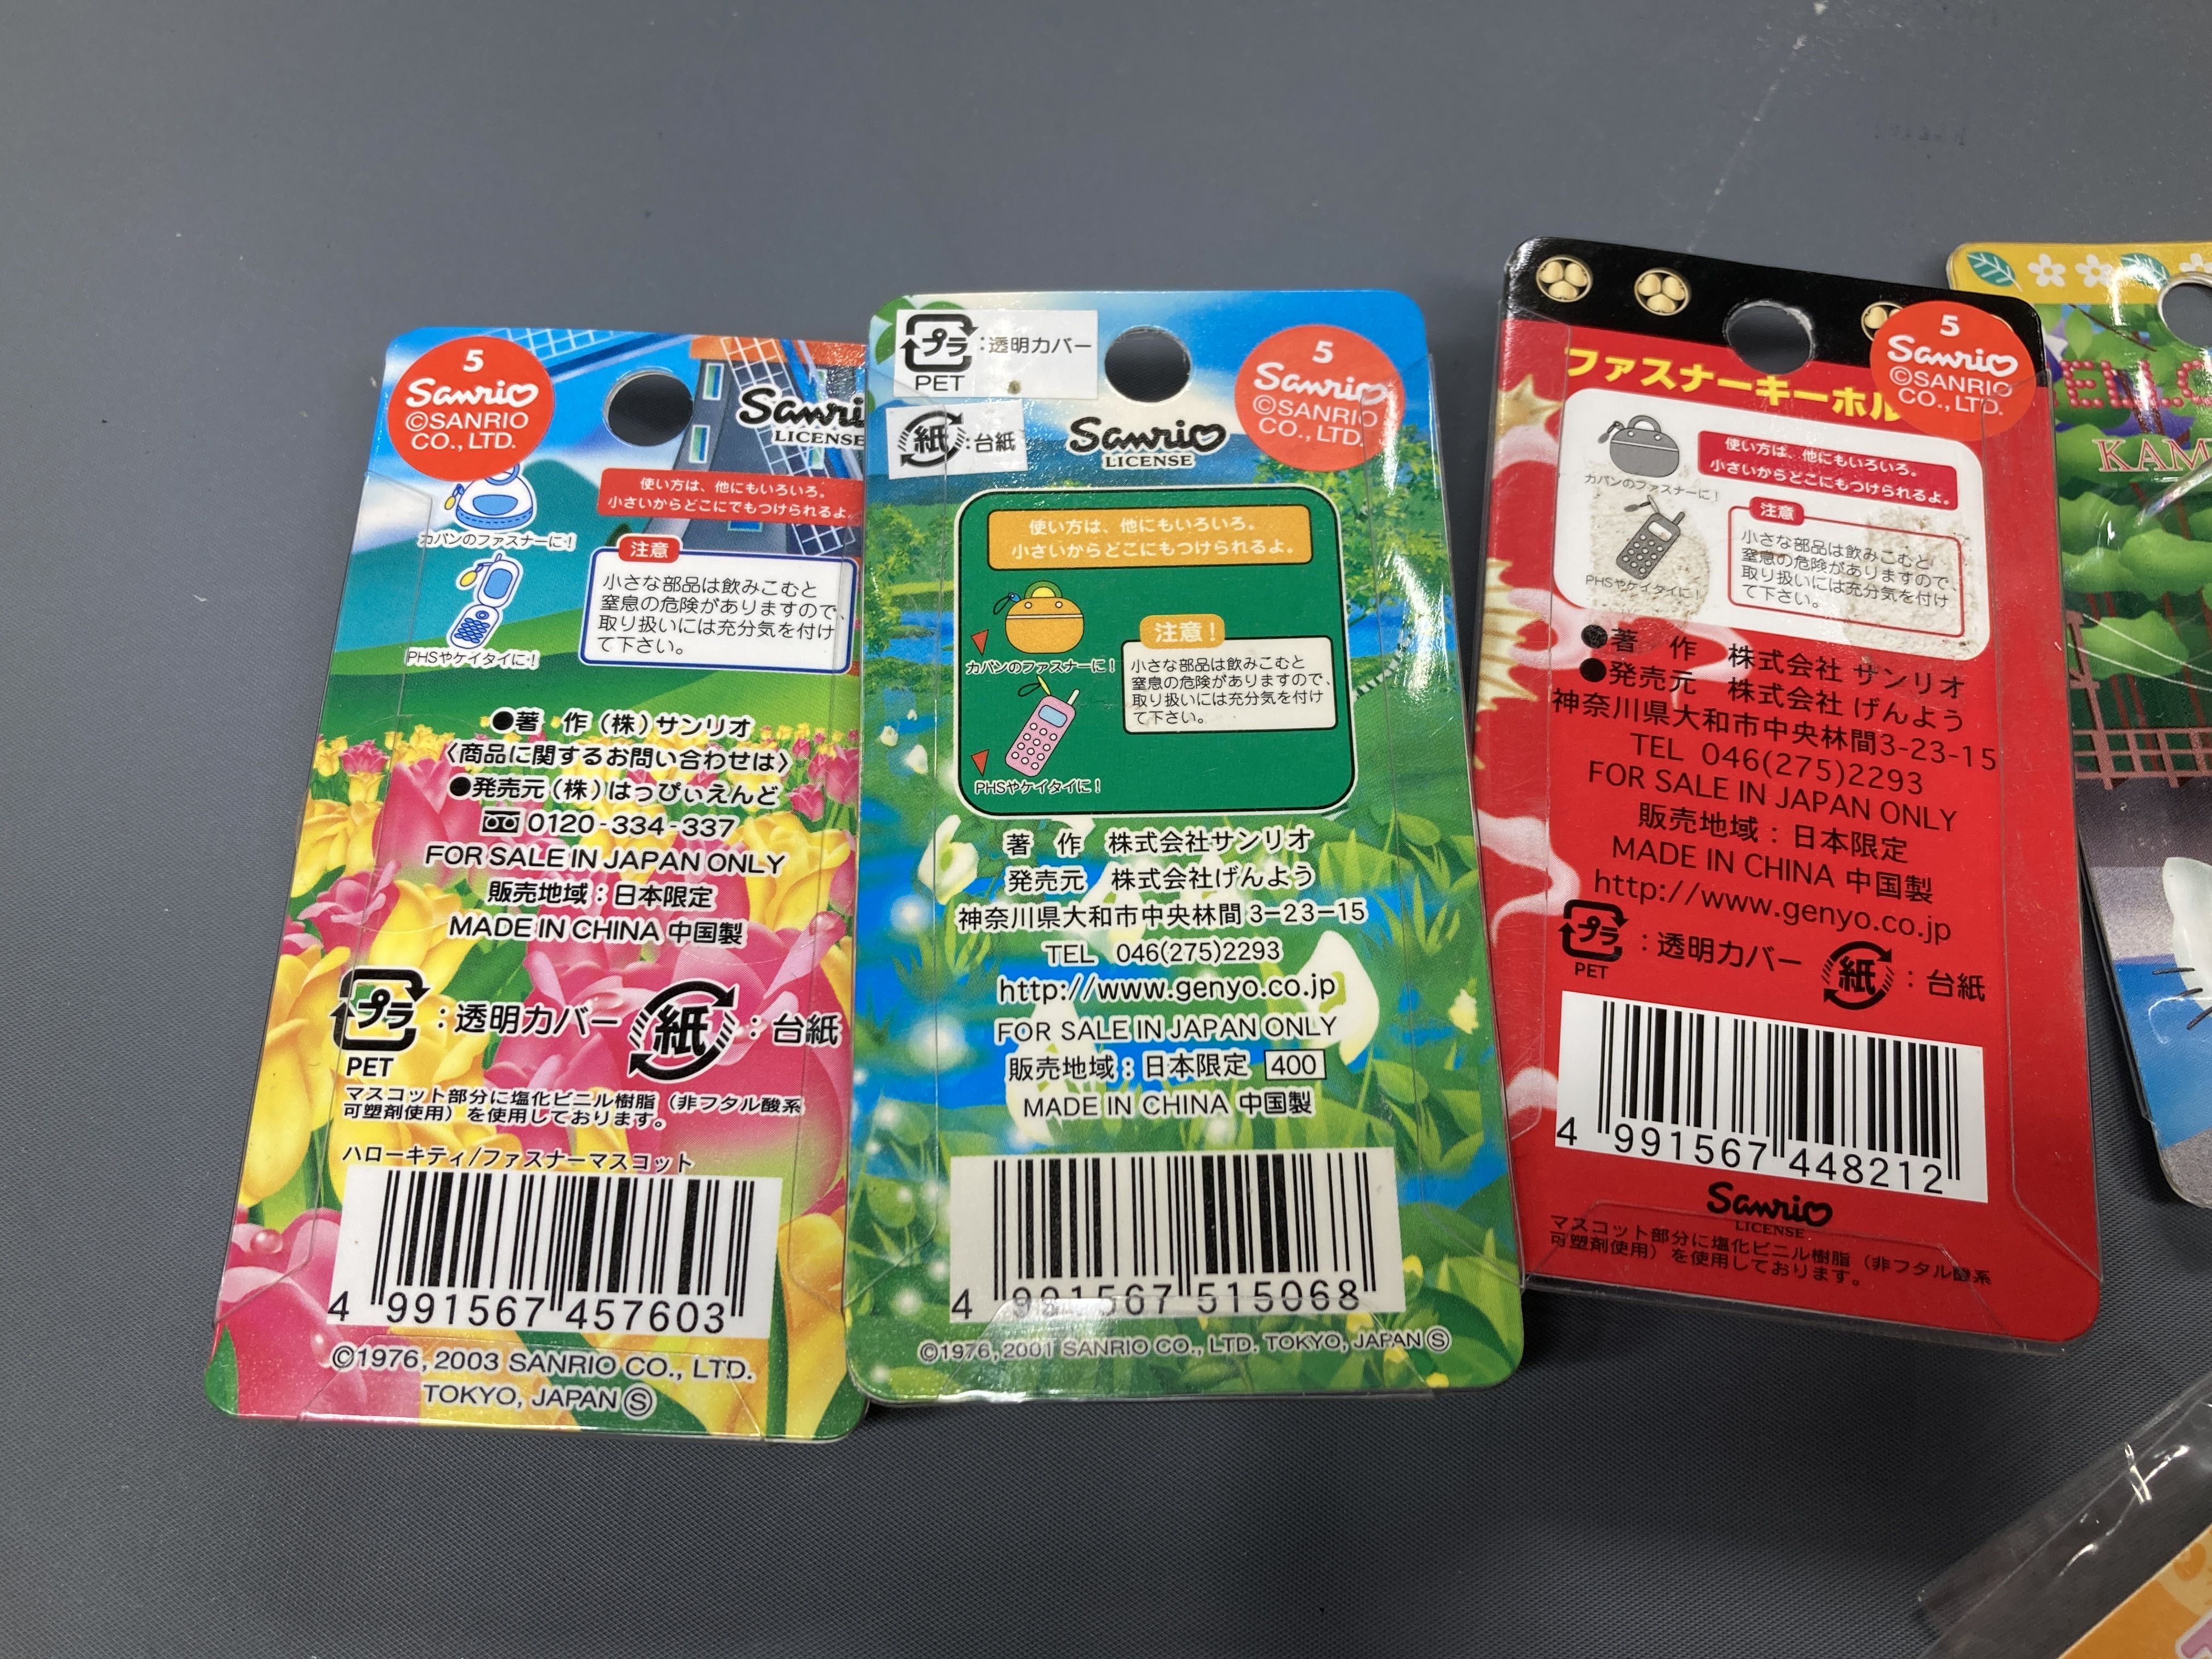 5
Sanrio
©SANRIO
CO., LTD.
LICENSE
使い方は、他にもいろいろ。
小さいからどこにでもつけられるよ。
カバンのファスナーに!
PHSやケイタイに!
注意
小さな部品は飲みこむと
窒息の危険がありますので、
取り扱いには充分気を付け
て下さい。
●著 作 (株)サンリオ
〈商品に関するお問い合わせは〉
●発売元(株)はっぴぃえんど
0120-334-337
FOR SALE IN JAPAN ONLY
販売地域:日本限定
MADE IN CHINA 中国製
プラ
:透明カバー
紙
:台紙
PET
マスコット部分に塩化ビニル樹脂(非フタル酸系
可塑剤使用)を使用しております。
ハローキティ/ファスナーマスコット
4 991567 457603
©1976, 2003 SANRIO CO., LTD.
TOKYO, JAPAN Ⓢ
プラ
:透明カバー
PET
紙
:台紙
Sanrio
LICENSE
5
Sanrio
©SANRIO
CO., LTD.
使い方は、他にもいろいろ。
小さいからどこにもつけられるよ。
カバンのファスナーに!
PHSやケイタイに!
注意!
小さな部品は飲みこむと
窒息の危険がありますので、
取り扱いには充分気を付け
て下さい。
著 作 株式会社サンリオ
発売元 株式会社げんよう
神奈川県大和市中央林間3-23-15
TEL 046(275)2293
http://www.genyo.co.jp
FOR SALE IN JAPAN ONLY
販売地域:日本限定 400
MADE IN CHINA 中国製
4 991567 515068
©1976, 2001 SANRIO CO., LTD. TOKYO, JAPAN Ⓢ
5
Sanrio
©SANRIO
CO., LTD.
使い方は、他にもいろいろ。
小さいからどこにもつけられるよ。
カバンのファスナーに!
PHSやケイタイに!
注意
小さな部品は飲みこむと
窒息の危険がありますので、
取り扱いには充分気を付け
て下さい。
●著 作 株式会社 サンリオ
●発売元 株式会社 げんよう
神奈川県大和市中央林間3-23-15
TEL 046(275)2293
FOR SALE IN JAPAN ONLY
販売地域:日本限定
MADE IN CHINA 中国製
http://www.genyo.co.jp
プラ
:透明カバー
紙
:台紙
PET
4 991567 448212
Sanrio
LICENSE
マスコット部分に塩化ビニル樹脂(非フタル酸系
可塑剤使用)を使用しております。